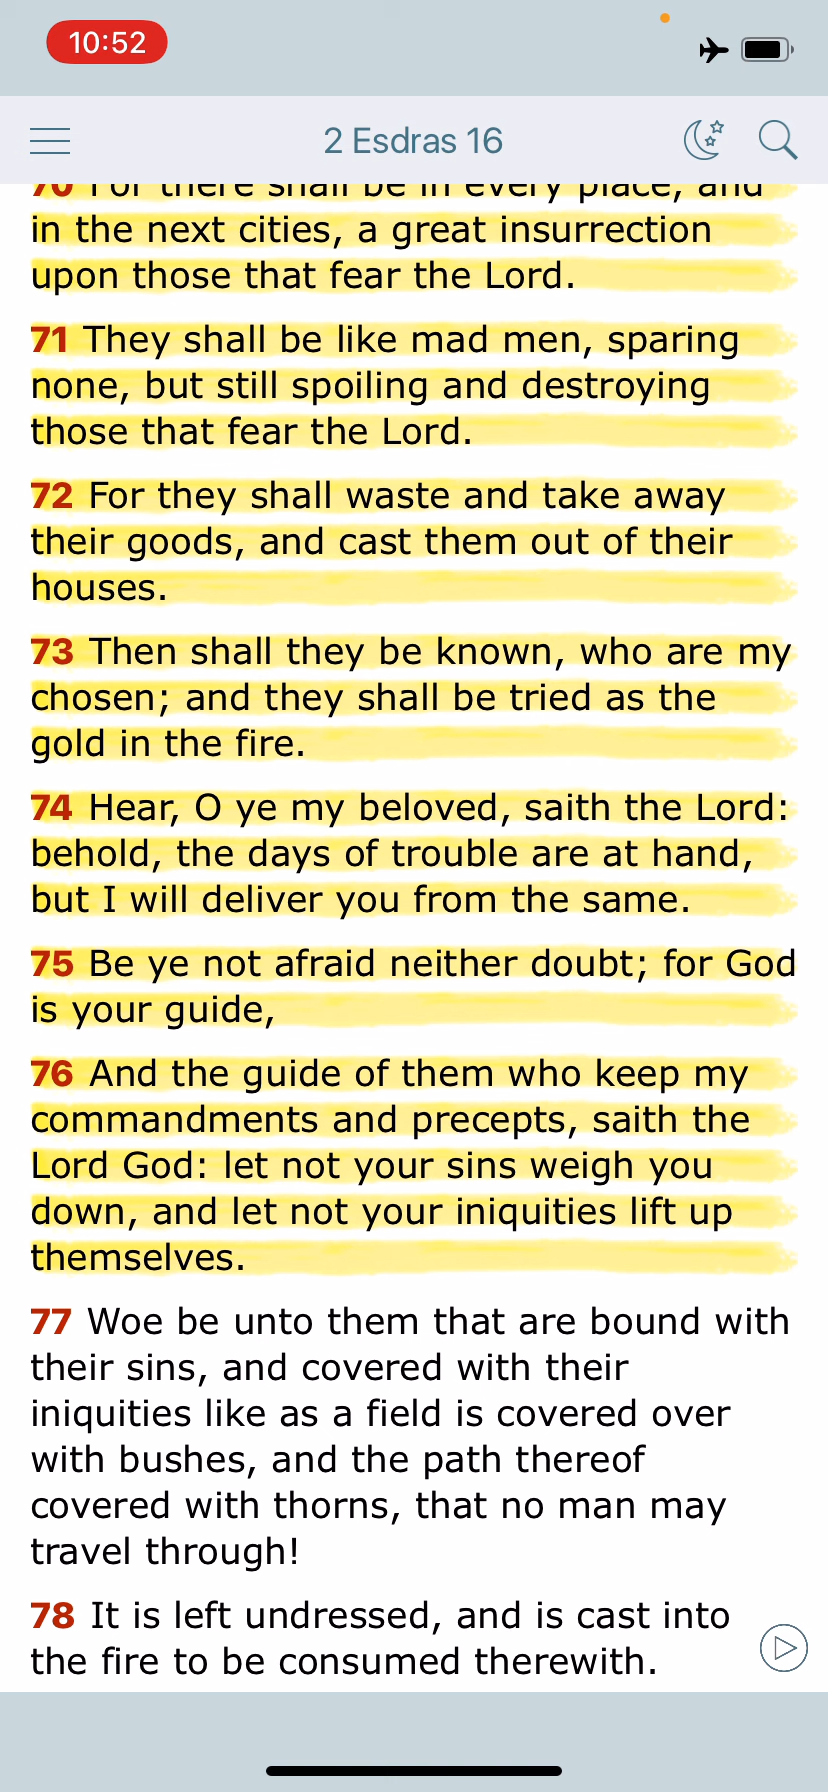 10:52
2 Esdras 16
70 For there shall be in every place, and
in the next cities, a great insurrection
upon those that fear the Lord.
71 They shall be like mad men, sparing
none, but still spoiling and destroying
those that fear the Lord.
72 For they shall waste and take away
their goods, and cast them out of their
houses.
73 Then shall they be known, who are my
chosen; and they shall be tried as the
gold in the fire.
74 Hear, O ye my beloved, saith the Lord:
behold, the days of trouble are at hand,
but I will deliver you from the same.
75 Be ye not afraid neither doubt; for God
is your guide,
76 And the guide of them who keep my
commandments and precepts, saith the
Lord God: let not your sins weigh you
down, and let not your iniquities lift up
themselves.
77 Woe be unto them that are bound with
their sins, and covered with their
iniquities like as a field is covered over
with bushes, and the path thereof
covered with thorns, that no man may
travel through!
78 It is left undressed, and is cast into
the fire to be consumed therewith.